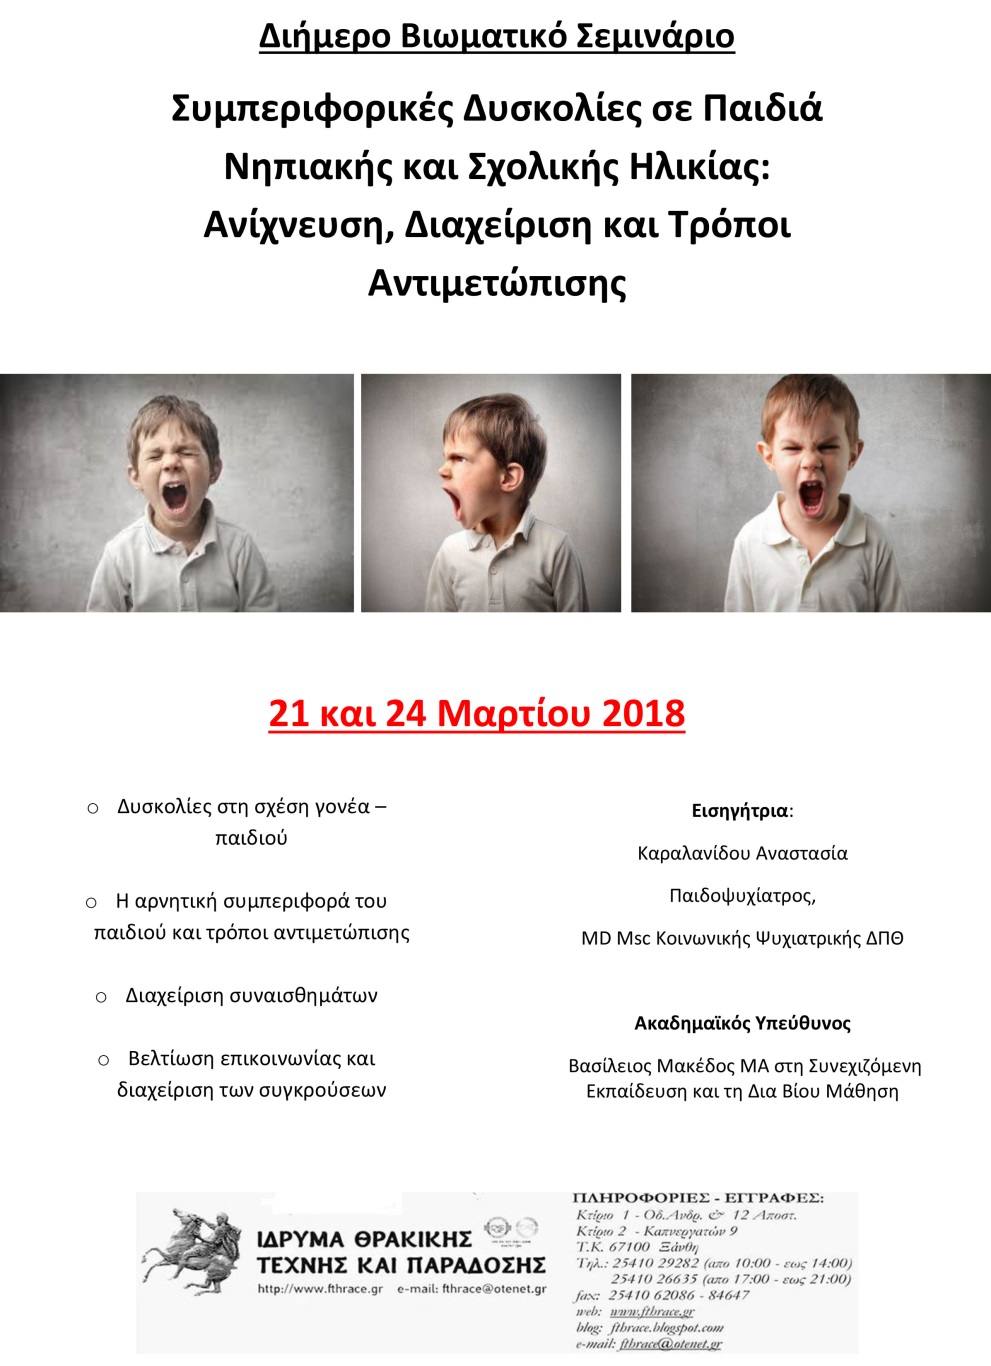 Διήμερο Βιωματικό Σεμινάριο
Συμπεριφορικές Δυσκολίες σε Παιδιά
Νηπιακής και Σχολικής Ηλικίας:
Ανίχνευση, Διαχείριση και Τρόποι
Αντιμετώπισης
21 και 24 Μαρτίου 2018
o Δυσκολίες στη σχέση γονέα –
παιδιού
o Η αρνητική συμπεριφορά του
παιδιού και τρόποι αντιμετώπισης
o Διαχείριση συναισθημάτων
o Βελτίωση επικοινωνίας και
διαχείριση των συγκρούσεων
Εισηγήτρια:
Καραλανίδου Αναστασία
Παιδοψυχίατρος,
MD Msc Κοινωνικής Ψυχιατρικής ΔΠΘ
Ακαδημαϊκός Υπεύθυνος
Βασίλειος Μακέδος ΜΑ στη Συνεχιζόμενη
Εκπαίδευση και τη Δια Βίου Μάθηση
ΙΔΡΥΜΑ ΘΡΑΚΙΚΗΣ
ΤΕΧΝΗΣ ΚΑΙ ΠΑΡΑΔΟΣΗΣ
http://www.fthrace.gr e-mail: fthrace@otenet.gr
ΠΛΗΡΟΦΟΡΙΕΣ - ΕΓΓΡΑΦΕΣ:
Κτίριο 1 - Οδ.Ανδρ. & 12 Αποστ.
Κτίριο 2 - Καπνεργατών 9
Τ.Κ. 67100 Ξάνθη
Τηλ.: 25410 29282 (απο 10:00 - εως 14:00)
25410 26635 (απο 17:00 - εως 21:00)
fax: 25410 62086 - 84647
web: www.fthrace.gr
blog: fthrace.blogspot.com
e-mail: fthrace@otenet.gr